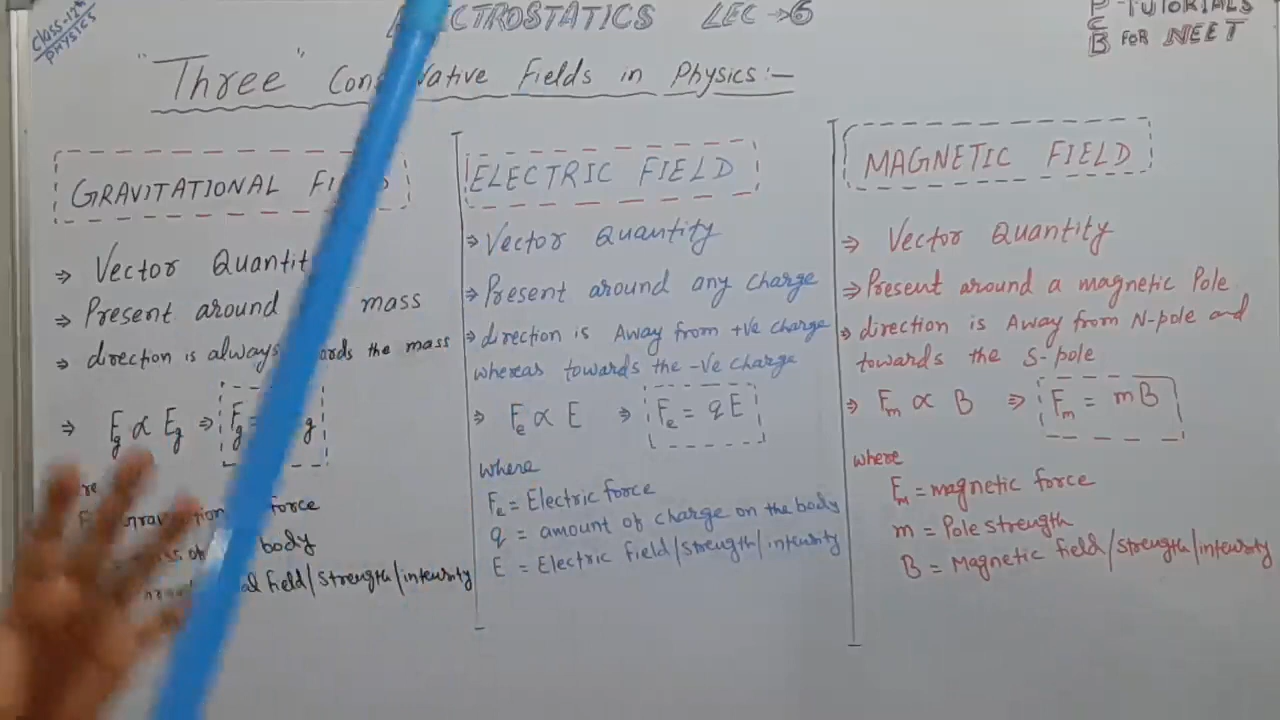 Class-12th
PHYSICS
CTROSTATICS LEC → 6
P - TUTORIALS
C
B FOR NEET
"Three" Cons vative Fields in Physics:-
GRAVITATIONAL FI
⇒ Vector Quantit
⇒ Present around mass
⇒ direction is always ards the mass
⇒ Fg ∝ Eg ⇒ Fg = g
re
force
body
al field/strength/intensity
ELECTRIC FIELD
⇒ Vector Quantity
⇒ Present around any charge
⇒ direction is Away from +ve charge
whereas towards the -ve charge
⇒ Fe ∝ E ⇒ Fe = qE
where
Fe = Electric force
q = amount of charge on the body
E = Electric field/strength/intensity
MAGNETIC FIELD
⇒ Vector Quantity
⇒ Present around a magnetic Pole
⇒ direction is Away from N-pole and
towards the S-pole
⇒ Fm ∝ B ⇒ Fm = mB
where
Fm = magnetic force
m = Pole strength
B = Magnetic field/strength/intensity